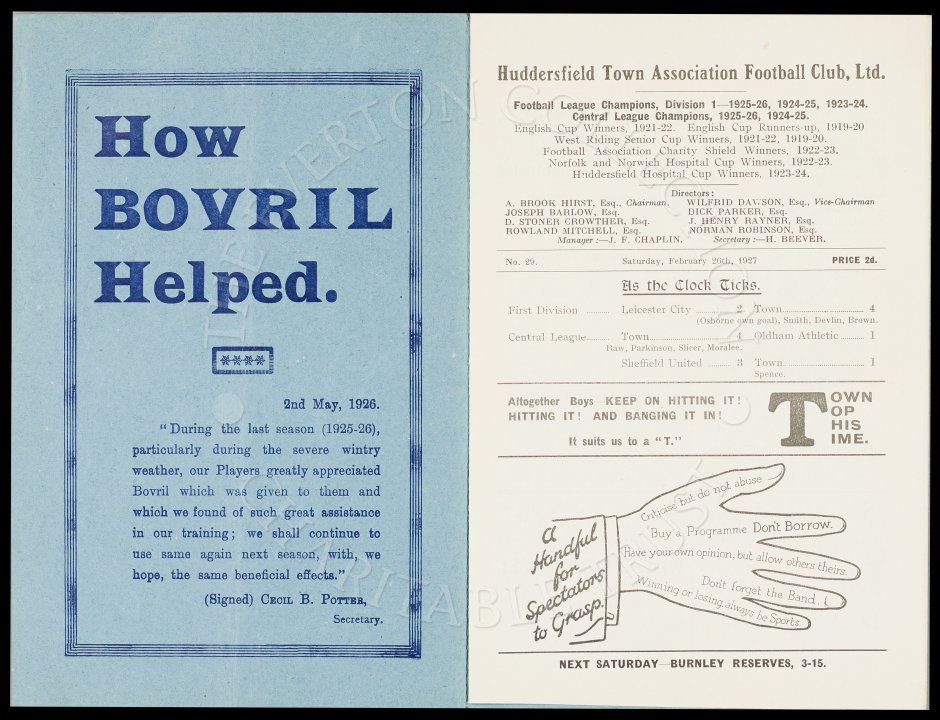 How
BOVRIL
Helped.
****
2nd May, 1926.
"During the last season (1925-26),
particularly during the severe wintry
weather, our Players greatly appreciated
Bovril which was given to them and
which we found of such great assistance
in our training; we shall continue to
use same again next season, with, we
hope, the same beneficial effects."
(Signed) CECIL B. POTTER,
Secretary.
Huddersfield Town Association Football Club, Ltd.
Football League Champions, Division 1—1925-26, 1924-25, 1923-24.
Central League Champions, 1925-26, 1924-25.
English Cup Winners, 1921-22. English Cup Runners-up, 1919-20
West Riding Senior Cup Winners, 1921-22, 1919-20.
Football Association Charity Shield Winners, 1922-23.
Norfolk and Norwich Hospital Cup Winners, 1922-23.
Huddersfield Hospital Cup Winners, 1923-24.
Directors:
A. BROOK HIRST, Esq., Chairman. WILFRID DAWSON, Esq., Vice-Chairman
JOSEPH BARLOW, Esq. DICK PARKER, Esq.
D. STONER CROWTHER, Esq. J. HENRY RAYNER, Esq.
ROWLAND MITCHELL, Esq. NORMAN ROBINSON, Esq.
Manager:—J. F. CHAPLIN. Secretary:—H. BEEVER.
No. 29. Saturday, February 26th, 1927 PRICE 2d.
As the Clock Ticks.
First Division ......... Leicester City ......... 2 Town......... 4
(Osborne own goal), Smith, Devlin, Brown.
Central League...... Town......... 4 Oldham Athletic ......... 1
Raw, Parkinson, Slicer, Moralee.
Sheffield United ........ 3 Town......... 1
Spence.
Altogether Boys—KEEP ON HITTING IT!
HITTING IT! AND BANGING IT IN!
It suits us to a "T."
TOWN
TOP
THIS
TIME.
A
Handful
for
Spectators
to Grasp.
Criticise but do not abuse
Buy a Programme Don't Borrow.
Have your own opinion, but allow others theirs.
Don't forget the Band. !
Winning or losing, always be Sports.
NEXT SATURDAY—BURNLEY RESERVES, 3-15.